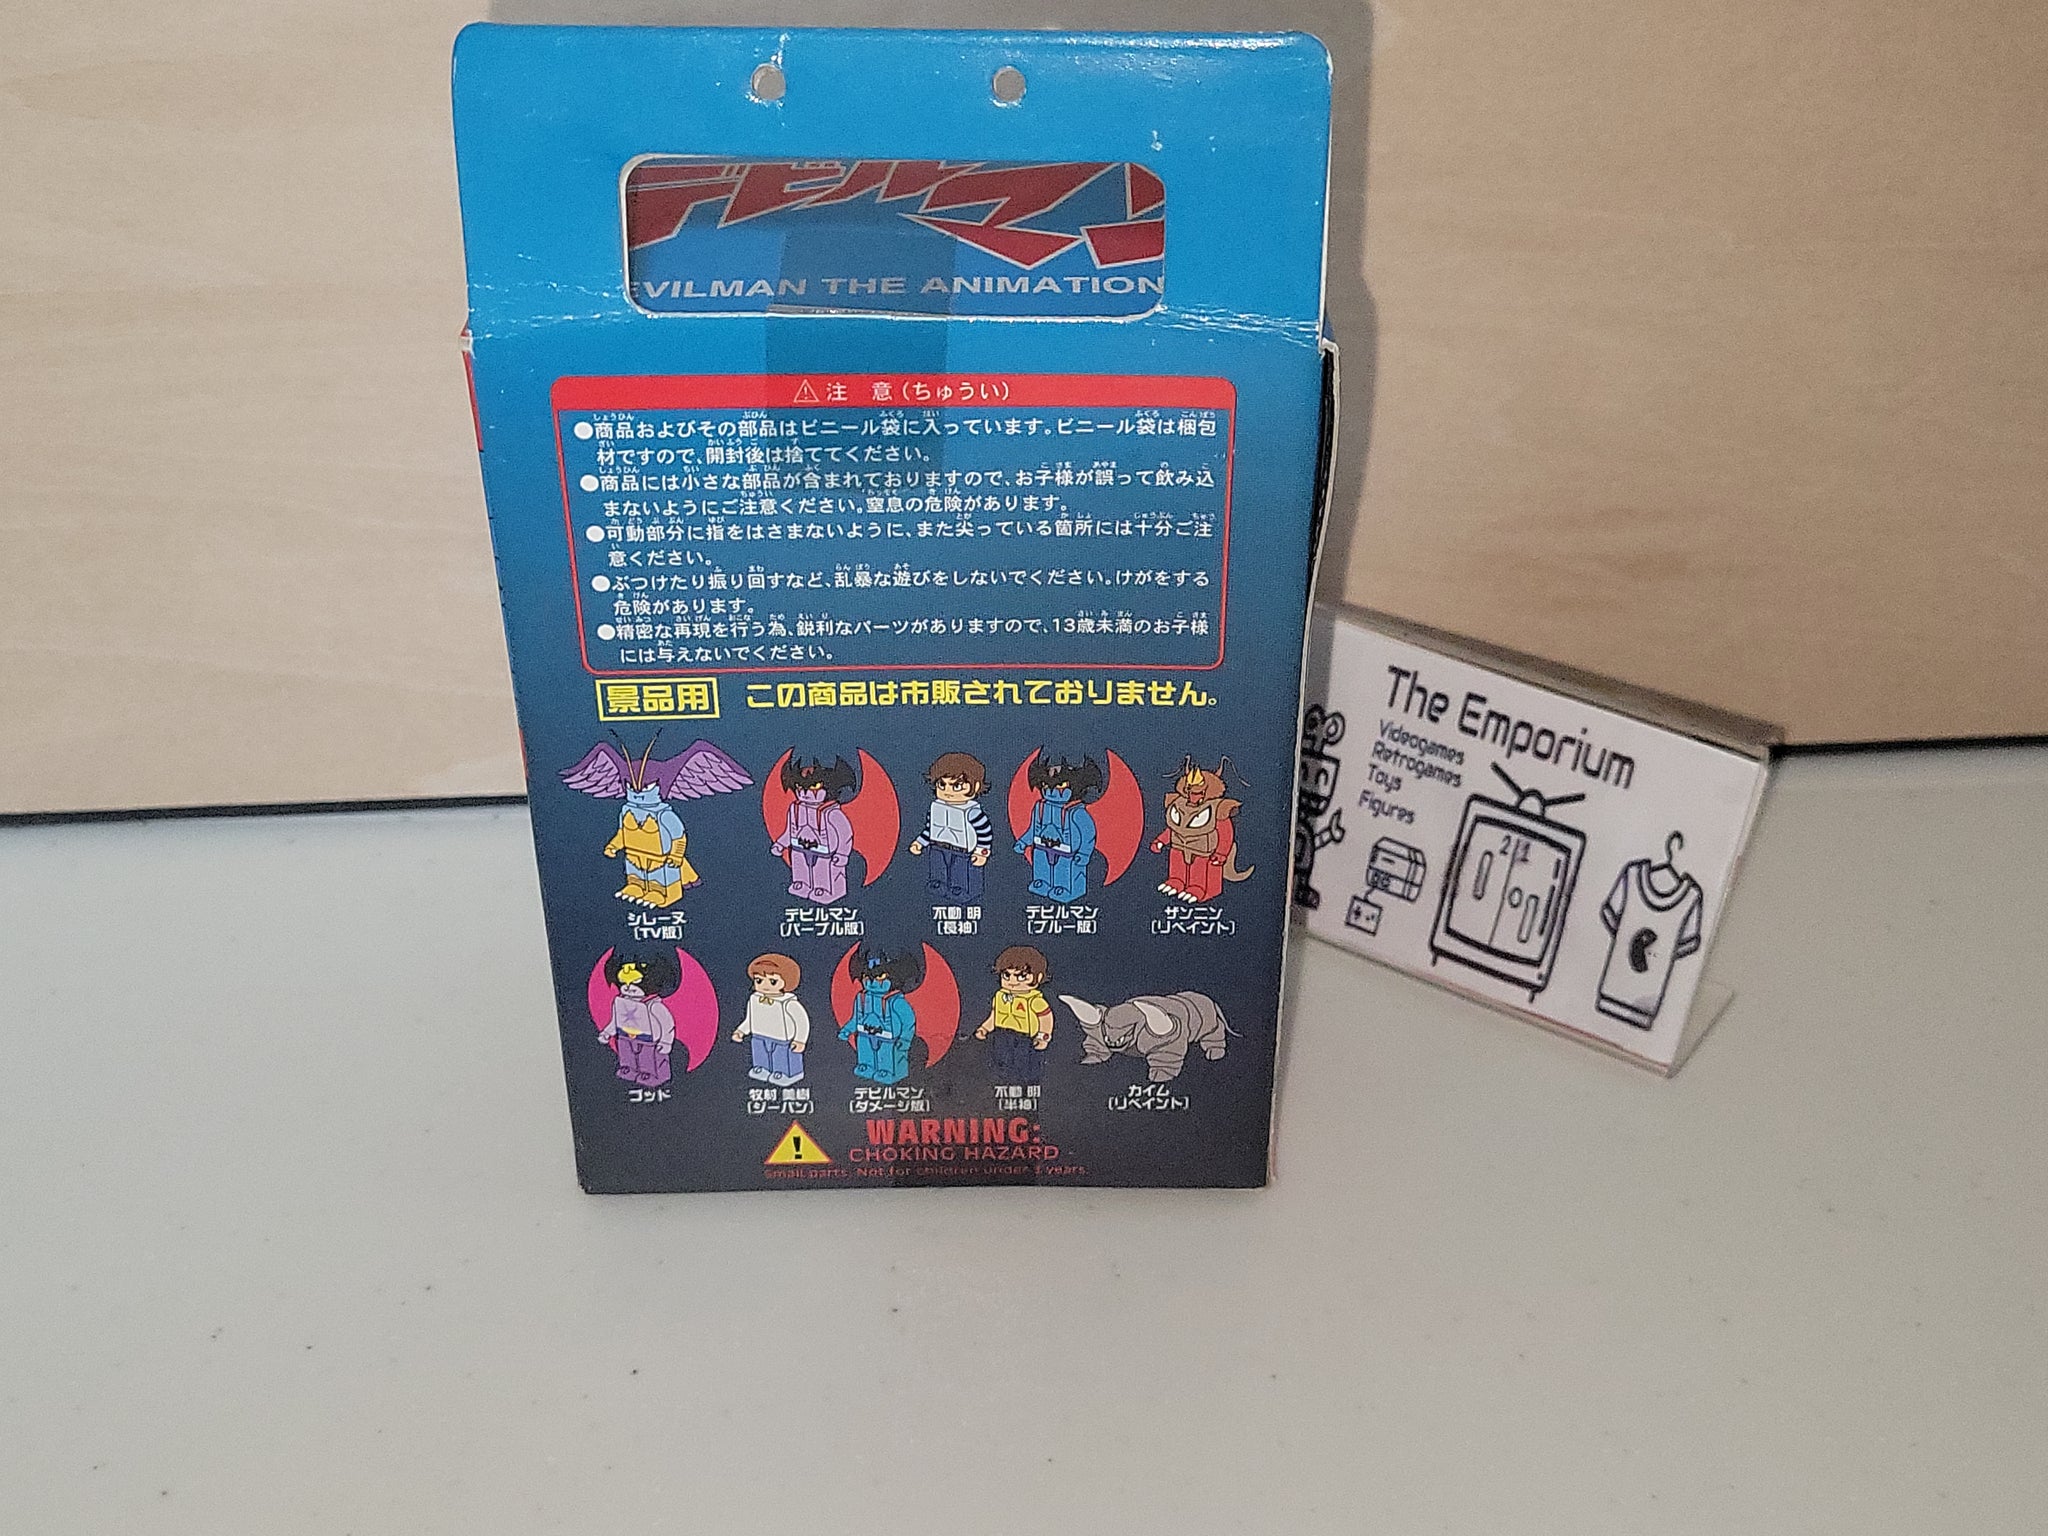 デビルマン
EVILMAN THE ANIMATION
⚠注 意(ちゅうい)
●商品およびその部品はビニール袋に入っています。ビニール袋は梱包
材ですので、開封後は捨ててください。
●商品には小さな部品が含まれておりますので、お子様が誤って飲み込
まないようにご注意ください。窒息の危険があります。
●可動部分に指をはさまないように、また尖っている箇所には十分ご注
意ください。
●ぶつけたり振り回すなど、乱暴な遊びをしないでください。けがをする
危険があります。
●精密な再現を行う為、鋭利なパーツがありますので、13歳未満のお子様
には与えないでください。
景品用 この商品は市販されておりません。
シレーヌ
[TV版]
デビルマン
[パープル版]
不動 明
[長袖]
デビルマン
[ブルー版]
ザンニン
[リペイント]
ゴッド
牧村 美樹
[ジーパン]
デビルマン
[ダメージ版]
不動 明
[半袖]
カイム
[リペイント]
WARNING:
CHOKING HAZARD -
Small parts. Not for children under 3 years.
The Emporium
Videogames
Retrogames
Toys
Figures